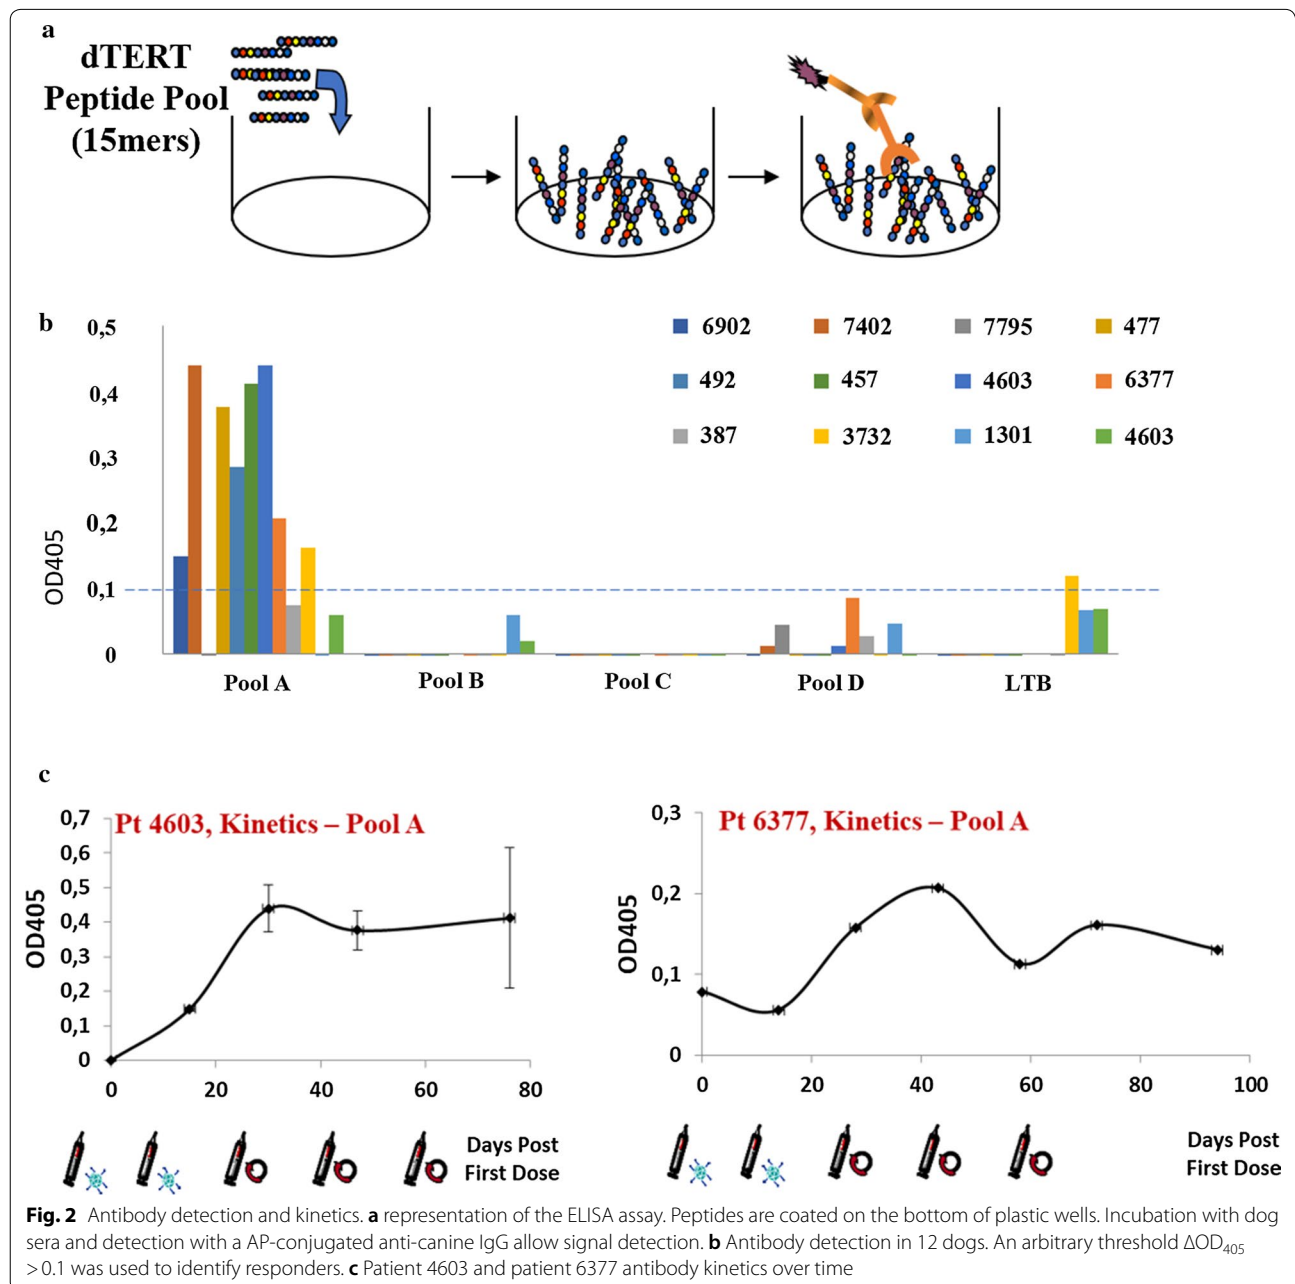 a
dTERT
Peptide Pool
(15mers)
b
0,5
0,4
0,3
0,2
0,1
0
OD405
6902 7402 7795 477
492 457 4603 6377
387 3732 1301 4603
Pool A Pool B Pool C Pool D LTB
c
Pt 4603, Kinetics – Pool A
0,7
0,6
0,5
0,4
0,3
0,2
0,1
0
OD405
0 20 40 60 80
Days Post
First Dose
Pt 6377, Kinetics – Pool A
0,3
0,2
0,1
0
OD405
0 20 40 60 80 100
Days Post
First Dose
Fig. 2 Antibody detection and kinetics. a representation of the ELISA assay. Peptides are coated on the bottom of plastic wells. Incubation with dog
sera and detection with a AP-conjugated anti-canine IgG allow signal detection. b Antibody detection in 12 dogs. An arbitrary threshold ΔOD405
> 0.1 was used to identify responders. c Patient 4603 and patient 6377 antibody kinetics over time